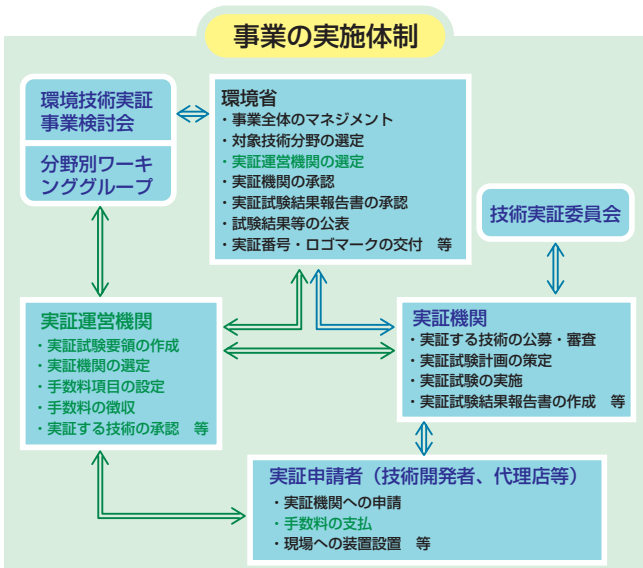 事業の実施体制
環境技術実証
事業検討会
分野別ワーキ
ンググループ
環境省
・事業全体のマネジメント
・対象技術分野の選定
・実証運営機関の選定
・実証機関の承認
・実証試験結果報告書の承認
・試験結果等の公表
・実証番号・ロゴマークの交付　等
技術実証委員会
実証運営機関
・実証試験要領の作成
・実証機関の選定
・手数料項目の設定
・手数料の徴収
・実証する技術の承認　等
実証機関
・実証する技術の公募・審査
・実証試験計画の策定
・実証試験の実施
・実証試験結果報告書の作成　等
実証申請者（技術開発者、代理店等）
・実証機関への申請
・手数料の支払
・現場への装置設置　等